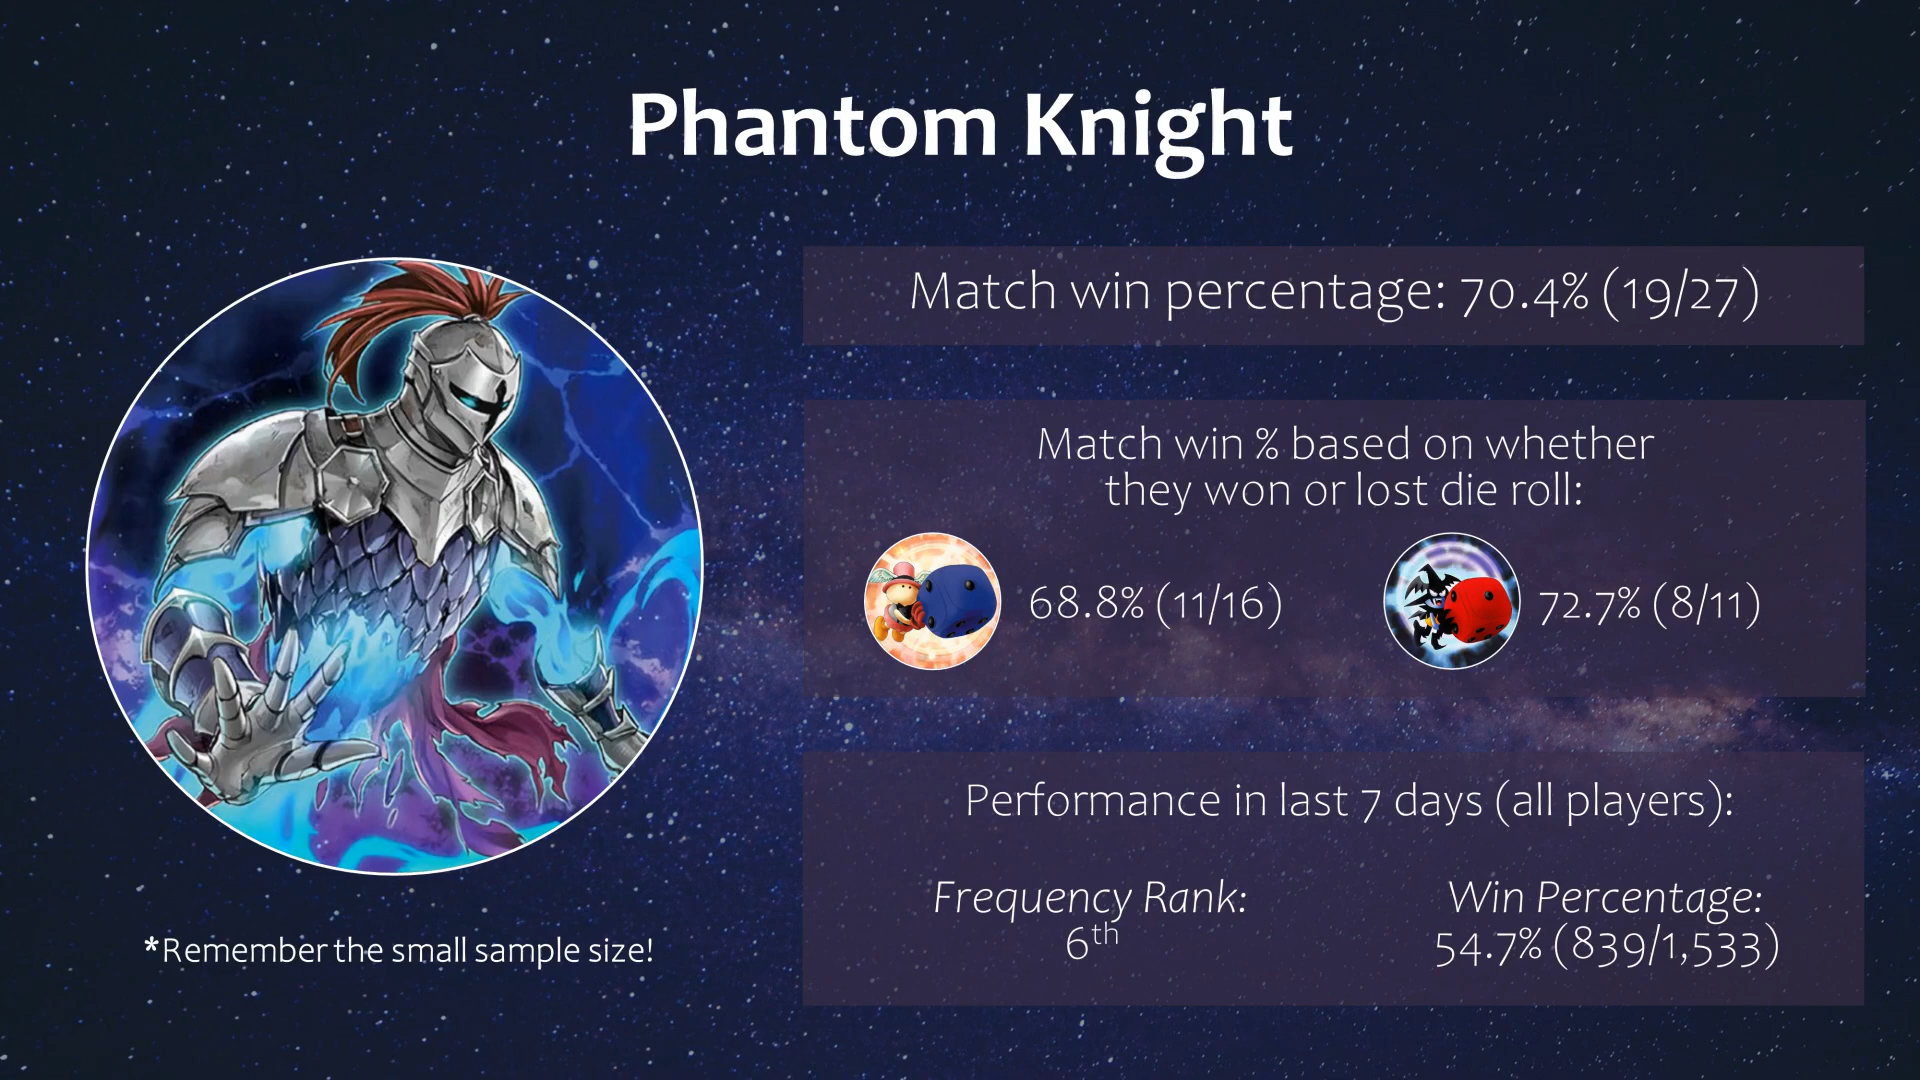 Phantom Knight
Match win percentage: 70.4% (19/27)
Match win % based on whether
they won or lost die roll:
68.8% (11/16)
72.7% (8/11)
Performance in last 7 days (all players):
Frequency Rank:
6th
Win Percentage:
54.7% (839/1,533)
*Remember the small sample size!